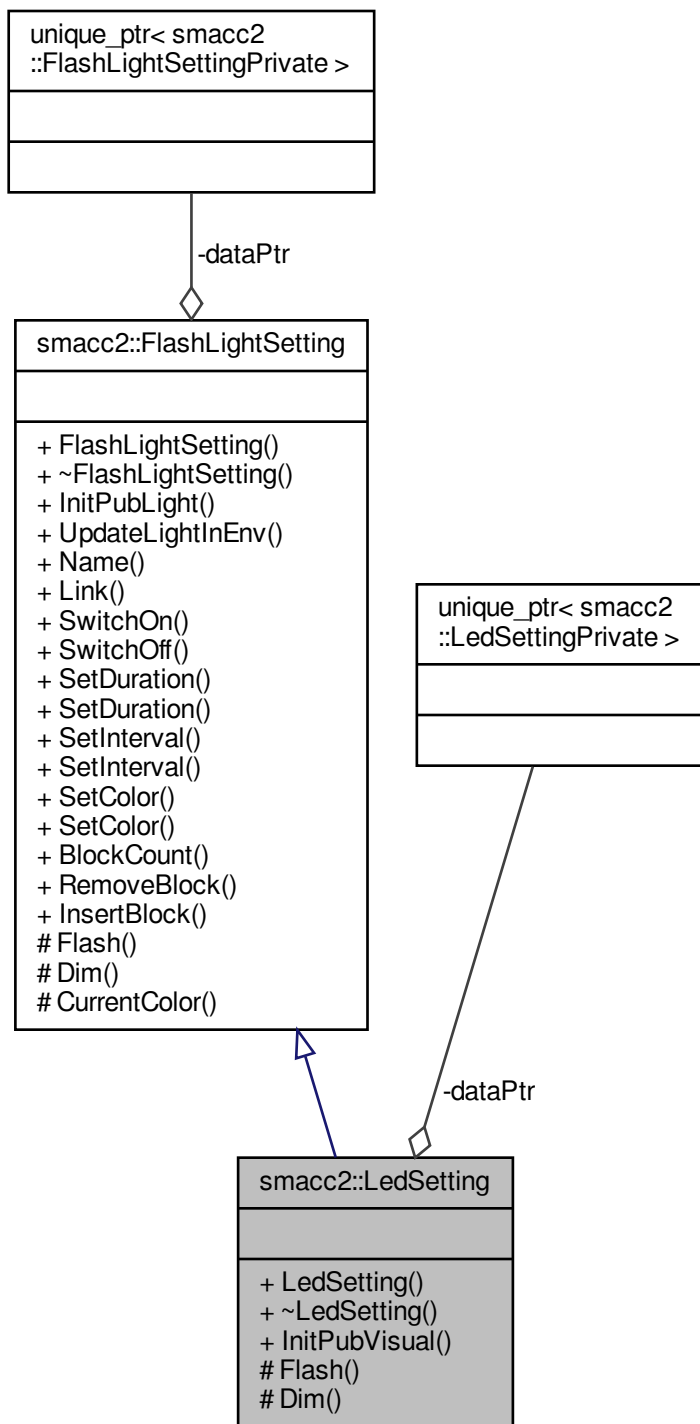 unique_ptr< smacc2
::FlashLightSettingPrivate >
-dataPtr
smacc2::FlashLightSetting
+ FlashLightSetting()
+ ~FlashLightSetting()
+ InitPubLight()
+ UpdateLightInEnv()
+ Name()
+ Link()
+ SwitchOn()
+ SwitchOff()
+ SetDuration()
+ SetDuration()
+ SetInterval()
+ SetInterval()
+ SetColor()
+ SetColor()
+ BlockCount()
+ RemoveBlock()
+ InsertBlock()
# Flash()
# Dim()
# CurrentColor()
unique_ptr< smacc2
::LedSettingPrivate >
-dataPtr
smacc2::LedSetting
+ LedSetting()
+ ~LedSetting()
+ InitPubVisual()
# Flash()
# Dim()